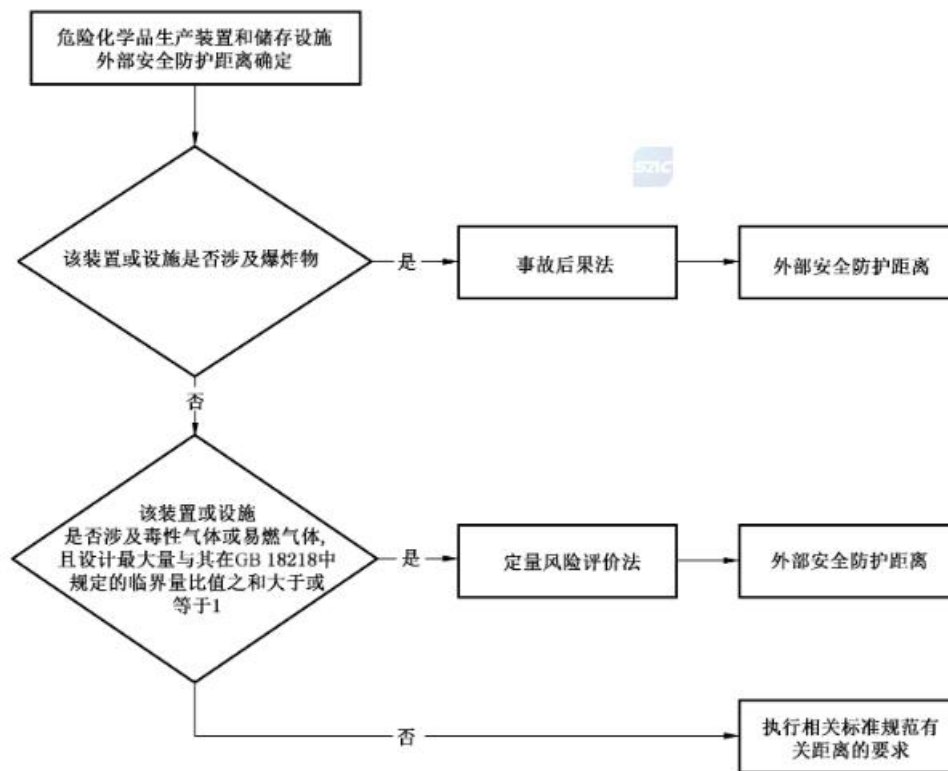 危险化学品生产装置和储存设施
外部安全防护距离确定
该装置或设施是否涉及爆炸物
是
事故后果法
外部安全防护距离
否
该装置或设施
是否涉及毒性气体或易燃气体,
且设计最大量与其在GB 18218中
规定的临界量比值之和大于或
等于1
是
定量风险评价法
外部安全防护距离
否
执行相关标准规范有
关距离的要求
SAC